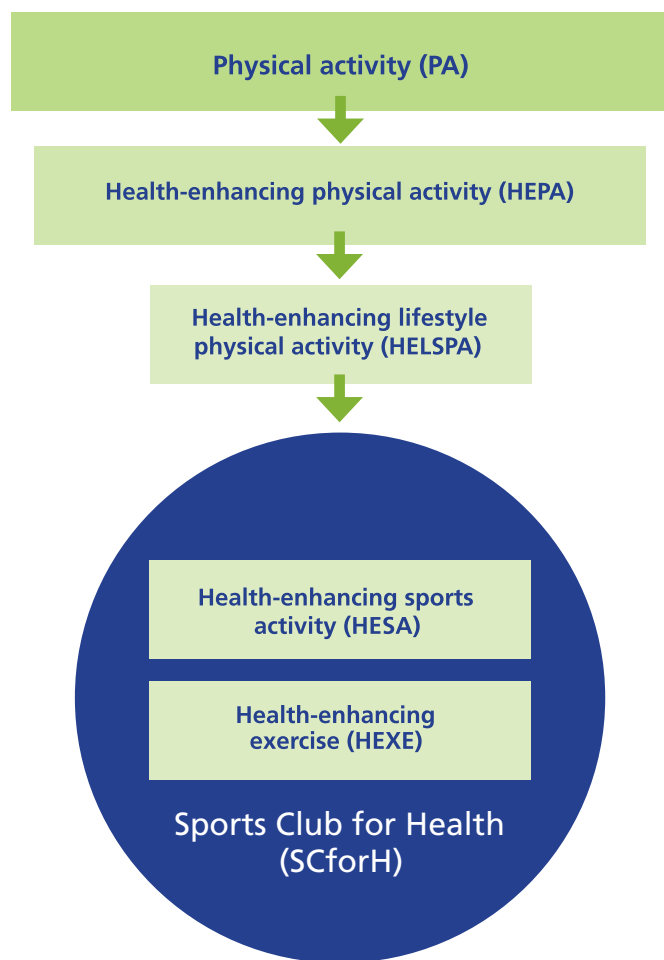 Physical activity (PA)
Health-enhancing physical activity (HEPA)
Health-enhancing lifestyle
physical activity (HELSPA)
Health-enhancing sports
activity (HESA)
Health-enhancing
exercise (HEXE)
Sports Club for Health
(SCforH)